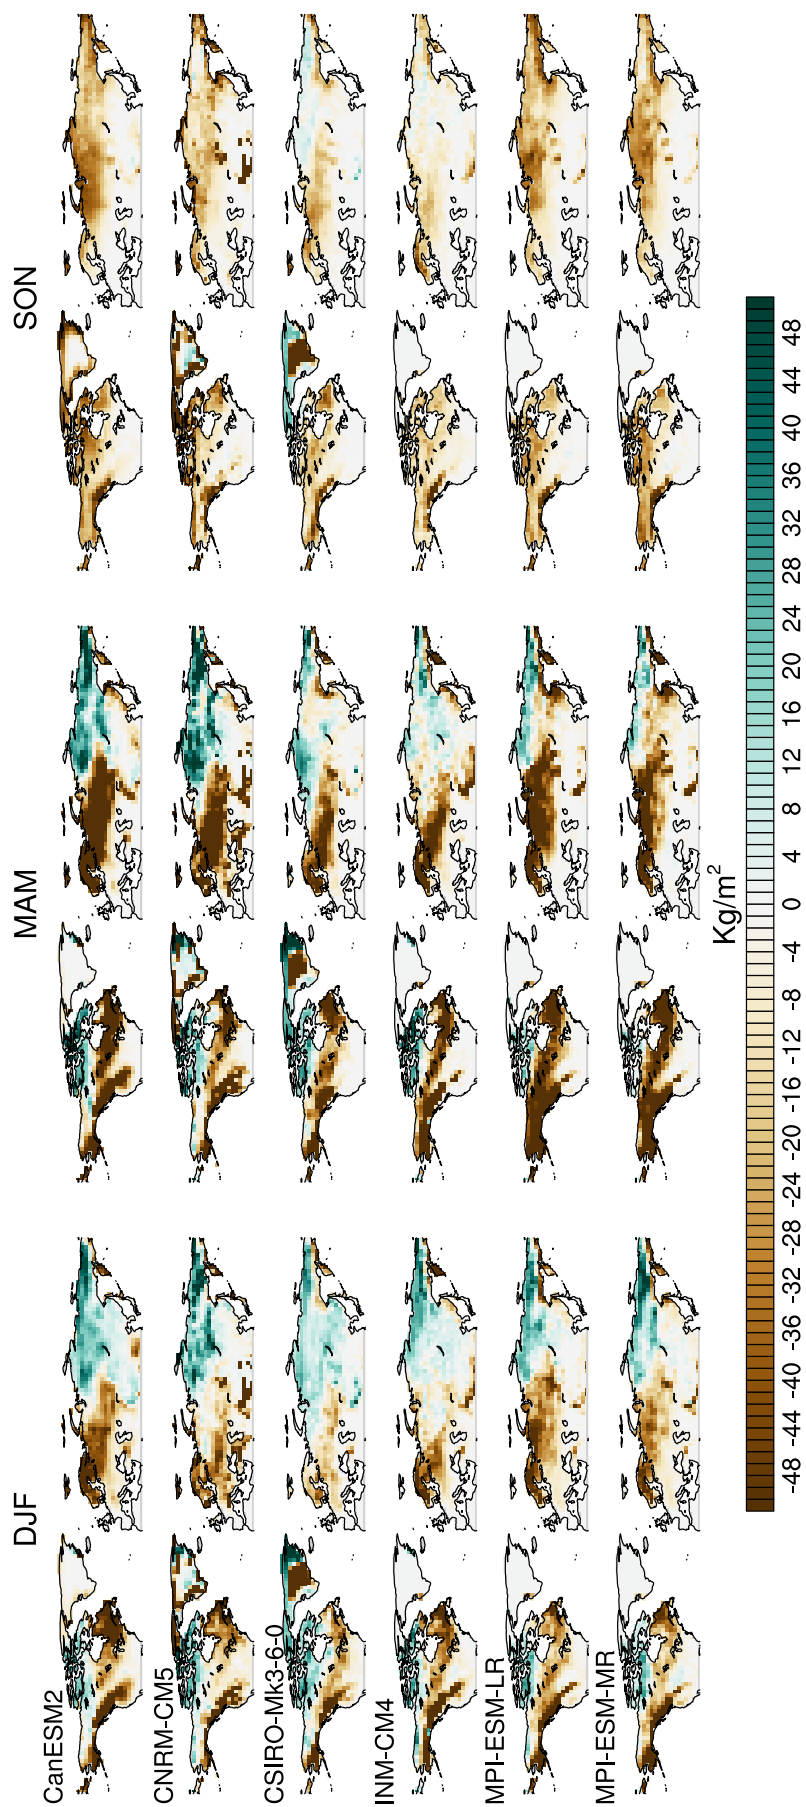 DJF MAM SON
CanESM2
CNRM-CM5
CSIRO-Mk3-6-0
INM-CM4
MPI-ESM-LR
MPI-ESM-MR
Kg/m²
-48 -44 -40 -36 -32 -28 -24 -20 -16 -12 -8 -4 0 4 8 12 16 20 24 28 32 36 40 44 48